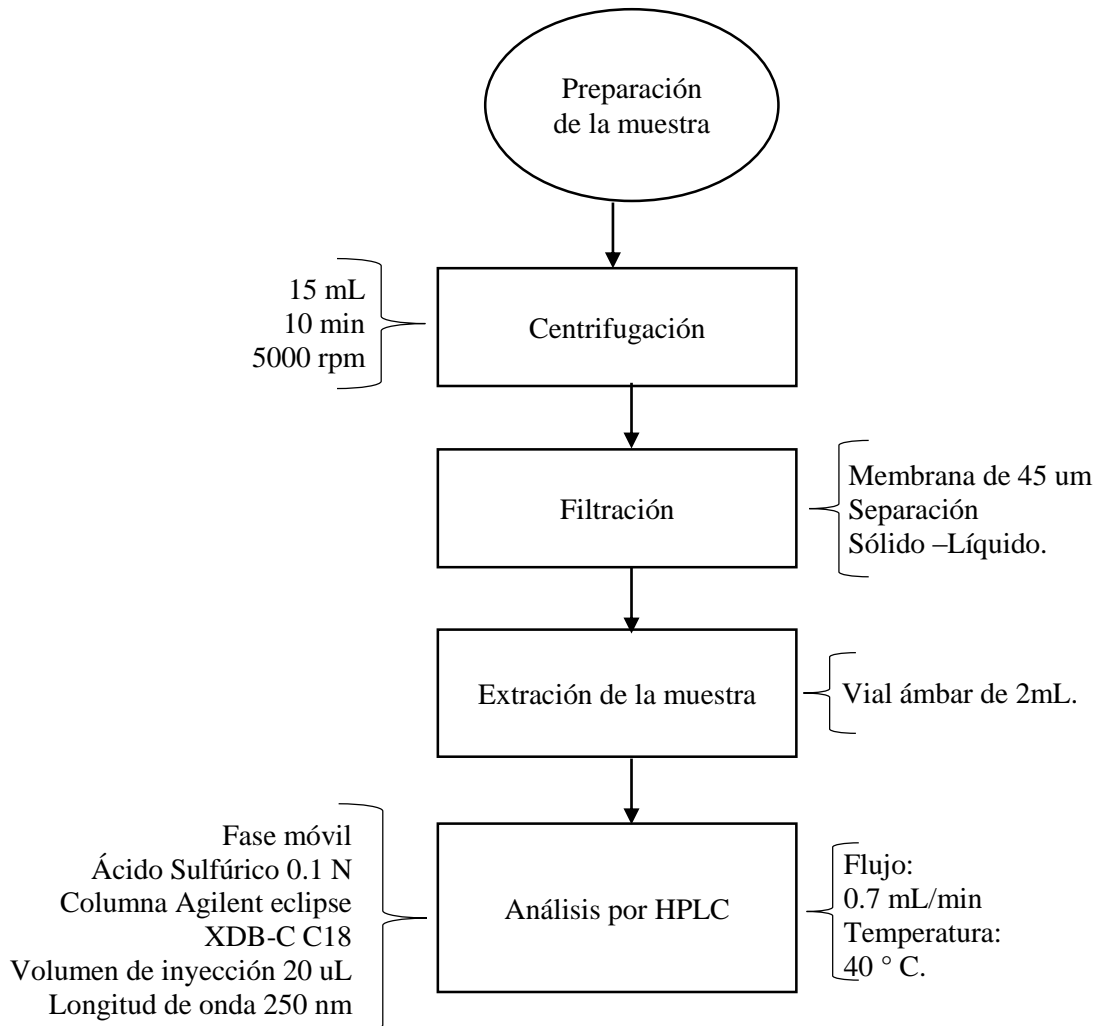 Preparación
de la muestra
15 mL
10 min
5000 rpm
Centrifugación
Filtración
Membrana de 45 um
Separación
Sólido –Líquido.
Extración de la muestra
Vial ámbar de 2mL.
Fase móvil
Ácido Sulfúrico 0.1 N
Columna Agilent eclipse
XDB-C C18
Volumen de inyección 20 uL
Longitud de onda 250 nm
Análisis por HPLC
Flujo:
0.7 mL/min
Temperatura:
40 ° C.